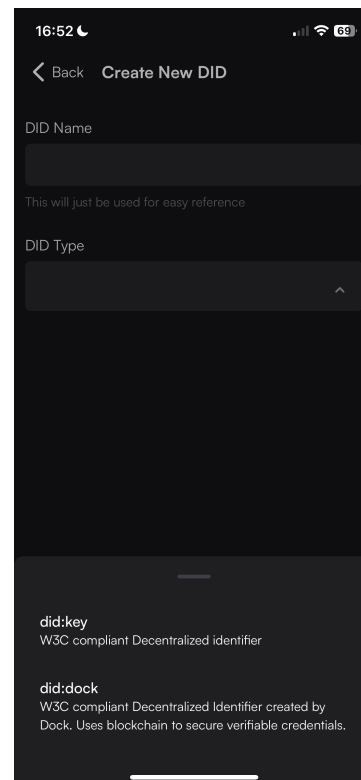 16:52
69
Back Create New DID
DID Name
This will just be used for easy reference
DID Type
did:key
W3C compliant Decentralized identifier
did:dock
W3C compliant Decentralized Identifier created by
Dock. Uses blockchain to secure verifiable credentials.